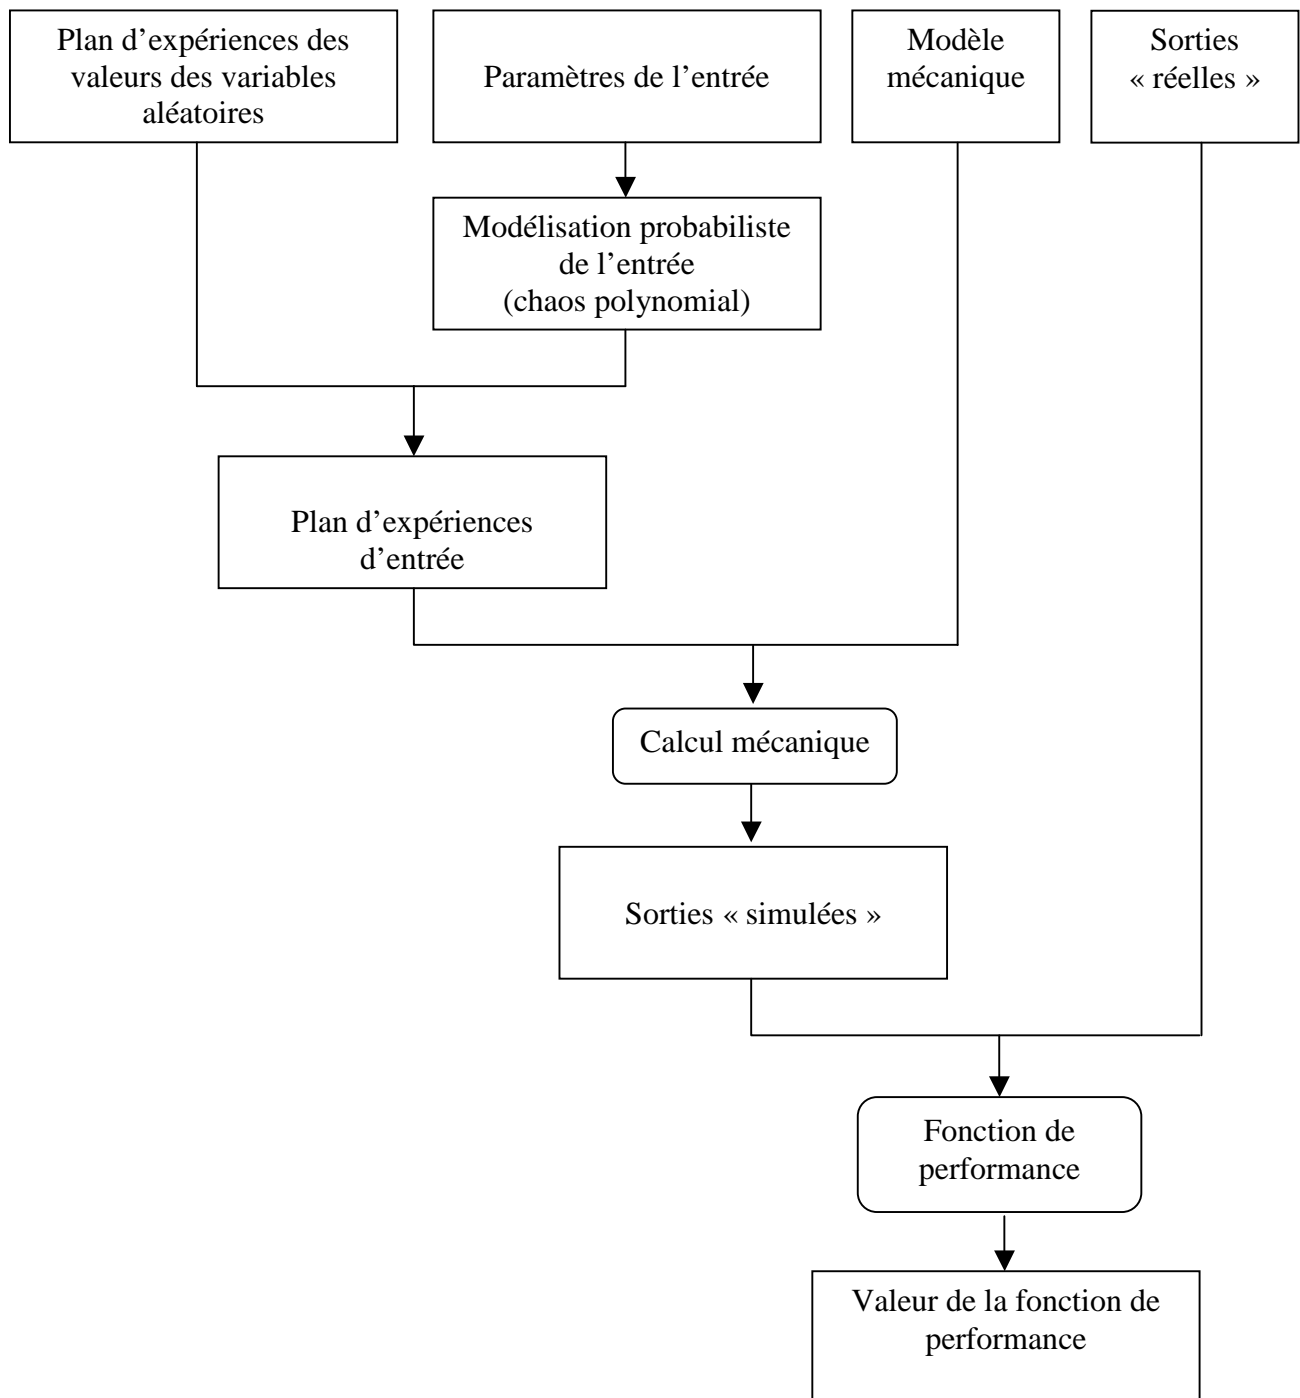 Plan d’expériences des
valeurs des variables
aléatoires
Paramètres de l’entrée
Modèle
mécanique
Sorties
« réelles »
Modélisation probabiliste
de l’entrée
(chaos polynomial)
Plan d’expériences
d’entrée
Calcul mécanique
Sorties « simulées »
Fonction de
performance
Valeur de la fonction de
performance